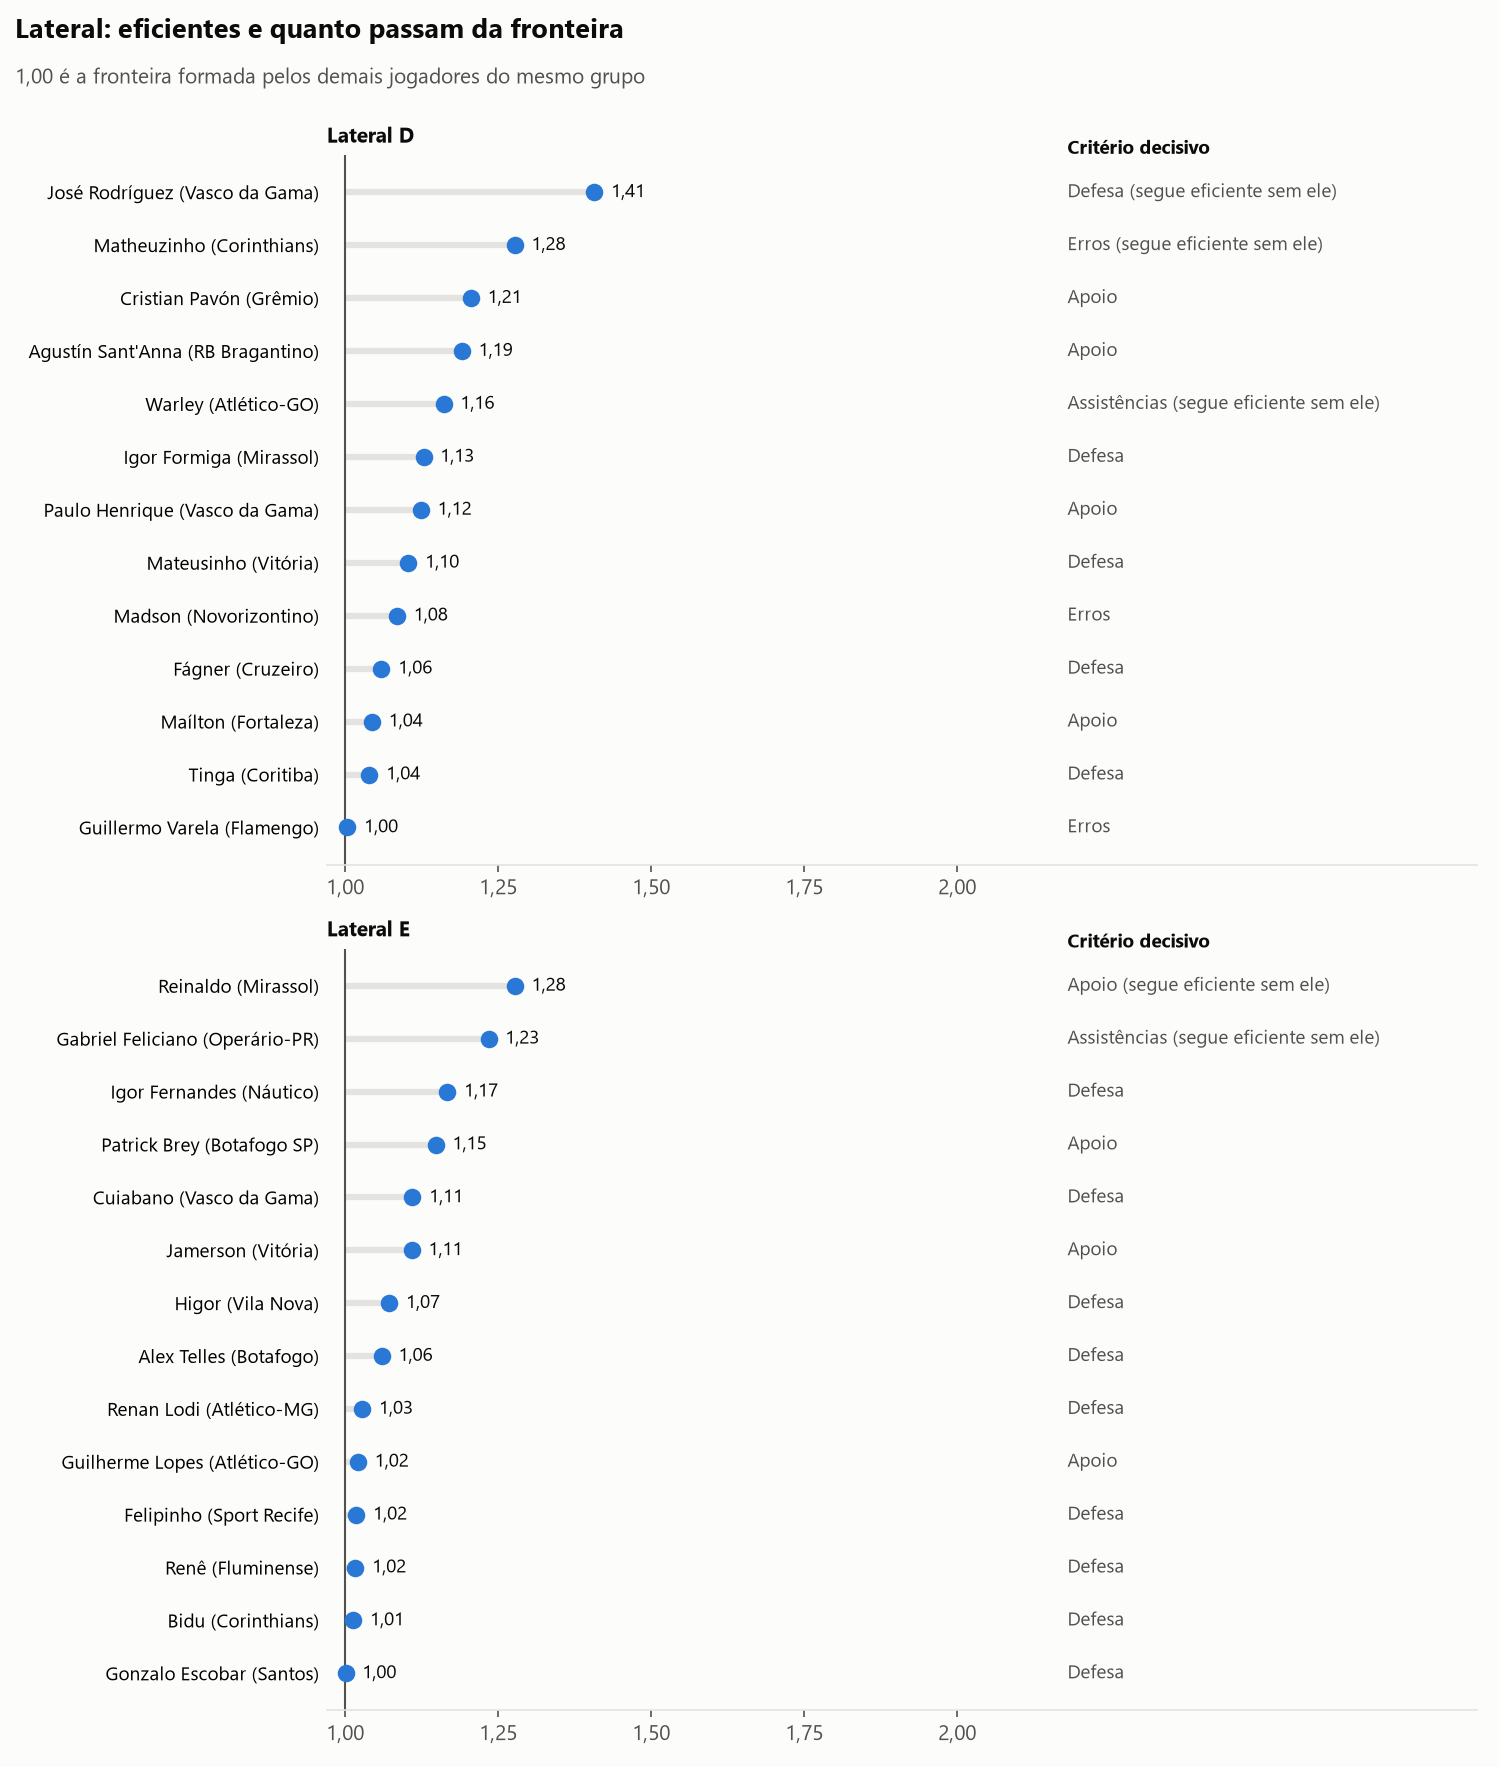 Lateral: eficientes e quanto passam da fronteira
1,00 é a fronteira formada pelos demais jogadores do mesmo grupo
Lateral D
Critério decisivo
José Rodríguez (Vasco da Gama) 1,41 Defesa (segue eficiente sem ele)
Matheuzinho (Corinthians) 1,28 Erros (segue eficiente sem ele)
Cristian Pavón (Grêmio) 1,21 Apoio
Agustín Sant'Anna (RB Bragantino) 1,19 Apoio
Warley (Atlético-GO) 1,16 Assistências (segue eficiente sem ele)
Igor Formiga (Mirassol) 1,13 Defesa
Paulo Henrique (Vasco da Gama) 1,12 Apoio
Mateusinho (Vitória) 1,10 Defesa
Madson (Novorizontino) 1,08 Erros
Fágner (Cruzeiro) 1,06 Defesa
Maílton (Fortaleza) 1,04 Apoio
Tinga (Coritiba) 1,04 Defesa
Guillermo Varela (Flamengo) 1,00 Erros
1,00 1,25 1,50 1,75 2,00
Lateral E
Critério decisivo
Reinaldo (Mirassol) 1,28 Apoio (segue eficiente sem ele)
Gabriel Feliciano (Operário-PR) 1,23 Assistências (segue eficiente sem ele)
Igor Fernandes (Náutico) 1,17 Defesa
Patrick Brey (Botafogo SP) 1,15 Apoio
Cuiabano (Vasco da Gama) 1,11 Defesa
Jamerson (Vitória) 1,11 Apoio
Higor (Vila Nova) 1,07 Defesa
Alex Telles (Botafogo) 1,06 Defesa
Renan Lodi (Atlético-MG) 1,03 Defesa
Guilherme Lopes (Atlético-GO) 1,02 Apoio
Felipinho (Sport Recife) 1,02 Defesa
Renê (Fluminense) 1,02 Defesa
Bidu (Corinthians) 1,01 Defesa
Gonzalo Escobar (Santos) 1,00 Defesa
1,00 1,25 1,50 1,75 2,00